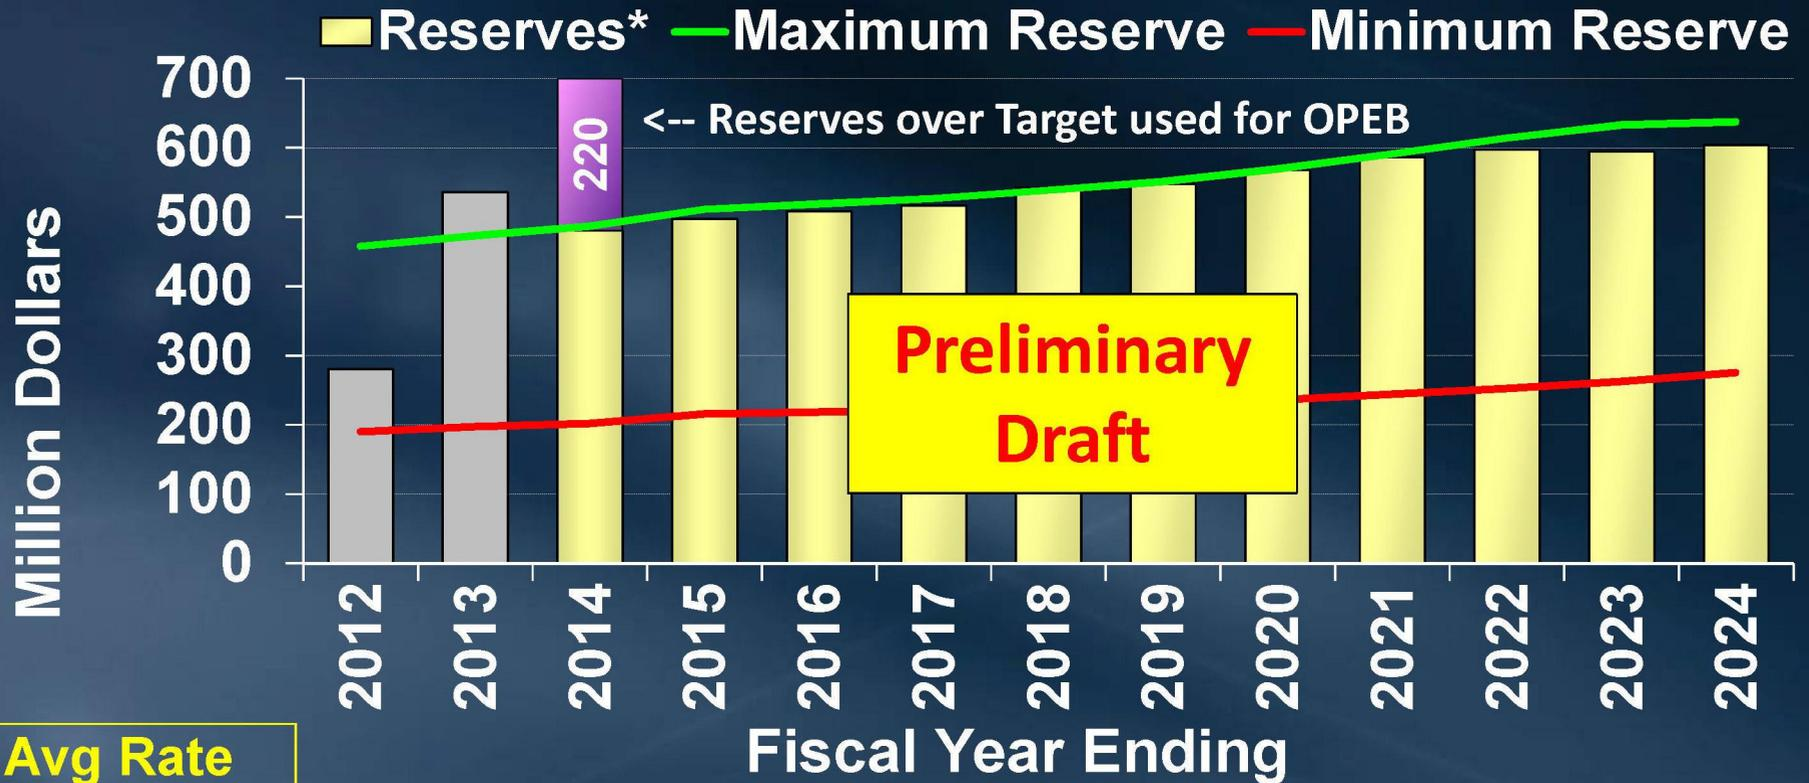 Reserves* Maximum Reserve Minimum Reserve
Million Dollars
700
600
500
400
300
200
100
0
220
<-- Reserves over Target used for OPEB
Preliminary
Draft
2012 2013 2014 2015 2016 2017 2018 2019 2020 2021 2022 2023 2024
Fiscal Year Ending
Avg Rate